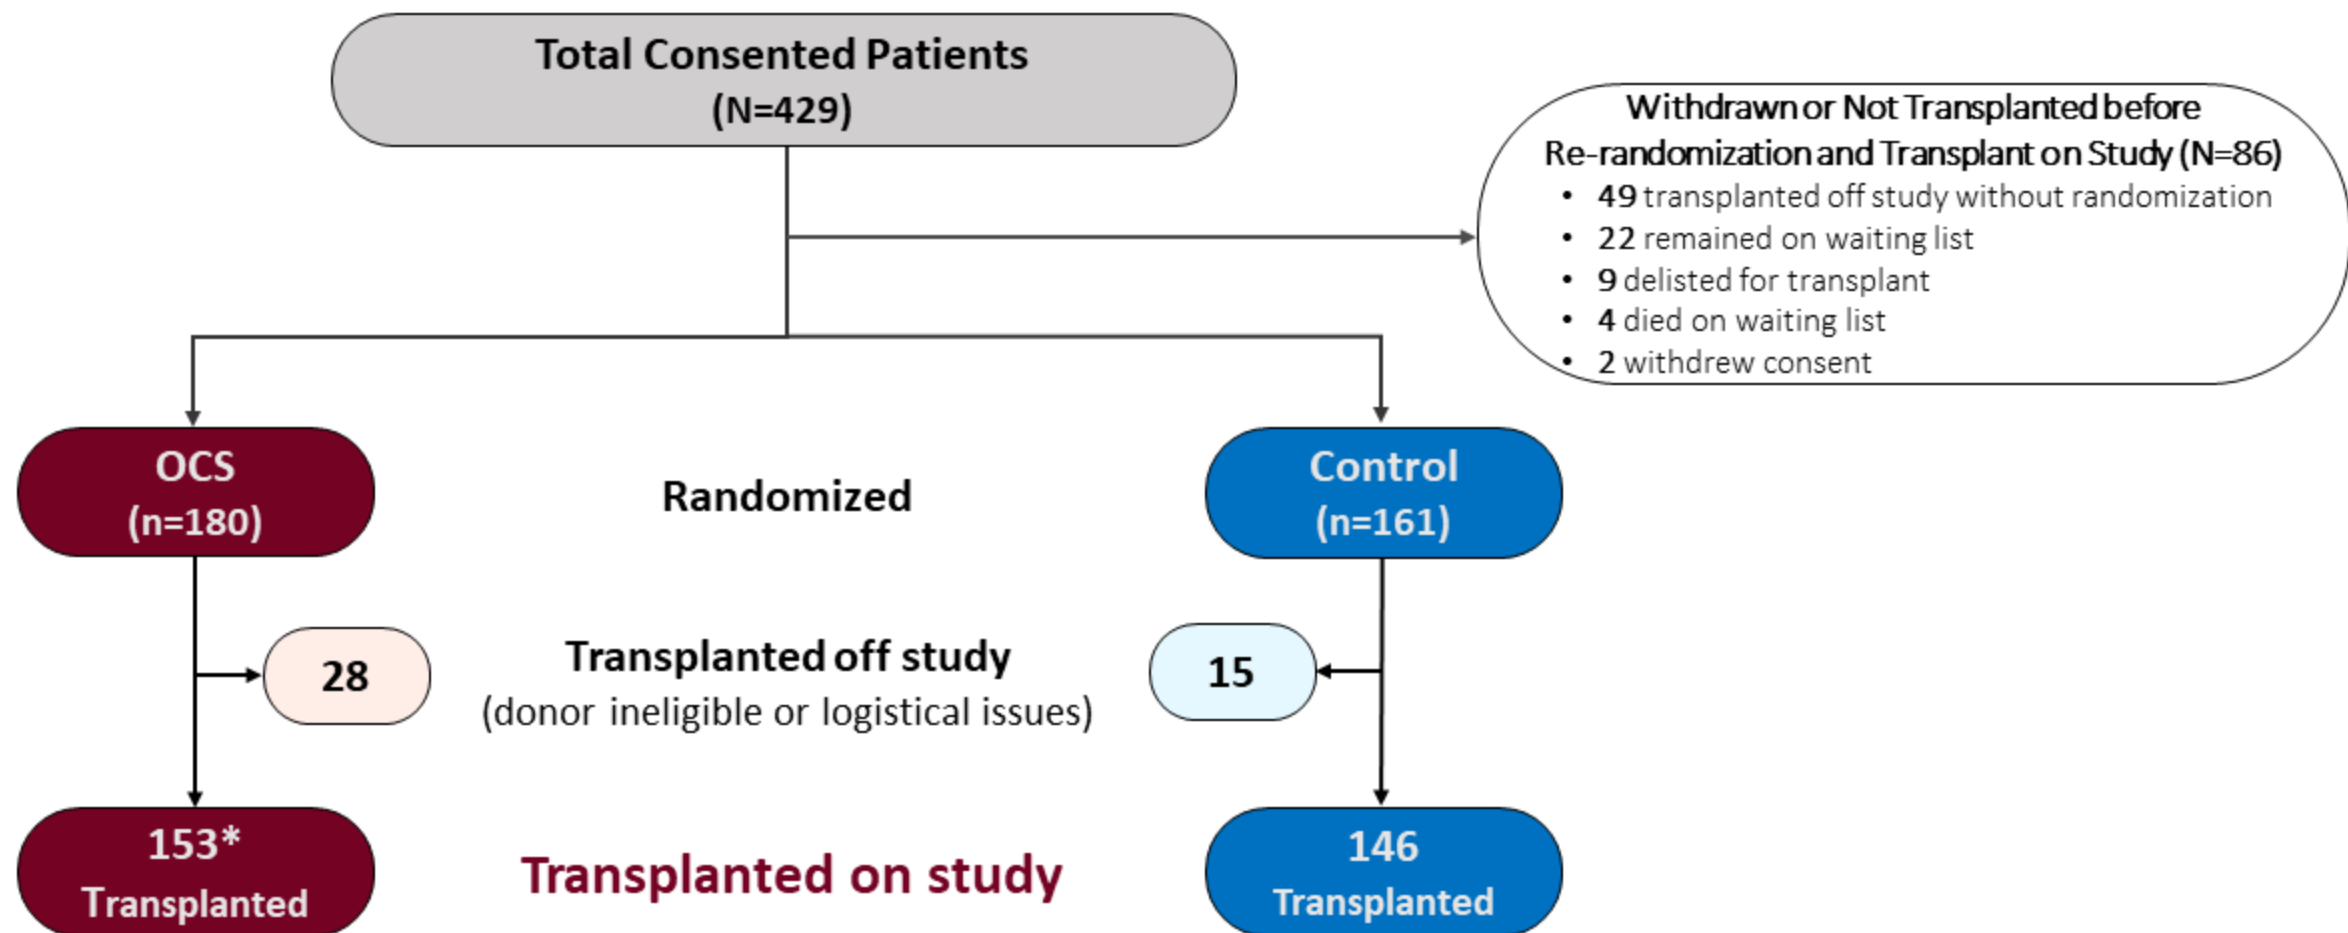 Total Consented Patients
(N=429)
Withdrawn or Not Transplanted before
Re-randomization and Transplant on Study (N=86)
• 49 transplanted off study without randomization
• 22 remained on waiting list
• 9 delisted for transplant
• 4 died on waiting list
• 2 withdrew consent
OCS
(n=180)
Randomized
Control
(n=161)
28
Transplanted off study
(donor ineligible or logistical issues)
15
153*
Transplanted
Transplanted on study
146
Transplanted